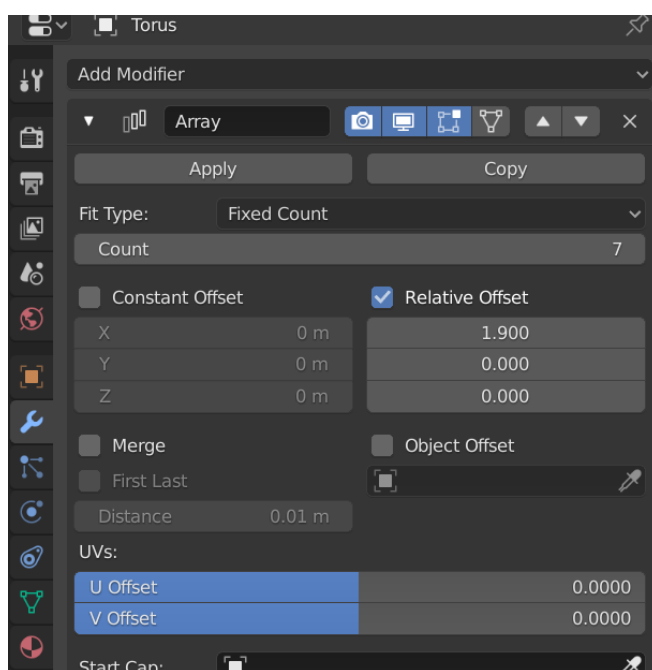 Torus
Add Modifier
Array
Apply Copy
Fit Type: Fixed Count
Count 7
Constant Offset Relative Offset
X 0 m 1.900
Y 0 m 0.000
Z 0 m 0.000
Merge Object Offset
First Last
Distance 0.01 m
UVs:
U Offset 0.0000
V Offset 0.0000
Start Cap: